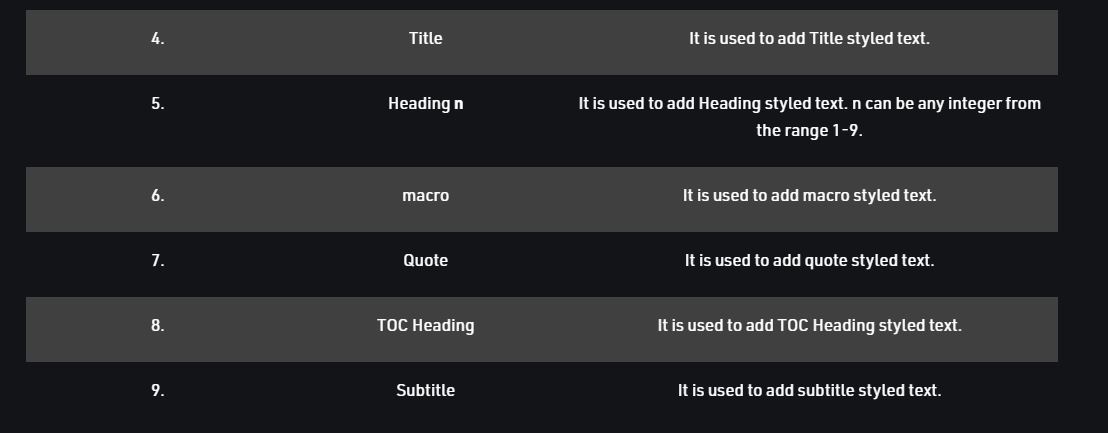 4. Title It is used to add Title styled text.
5. Heading n It is used to add Heading styled text. n can be any integer from
the range 1-9.
6. macro It is used to add macro styled text.
7. Quote It is used to add quote styled text.
8. TOC Heading It is used to add TOC Heading styled text.
9. Subtitle It is used to add subtitle styled text.